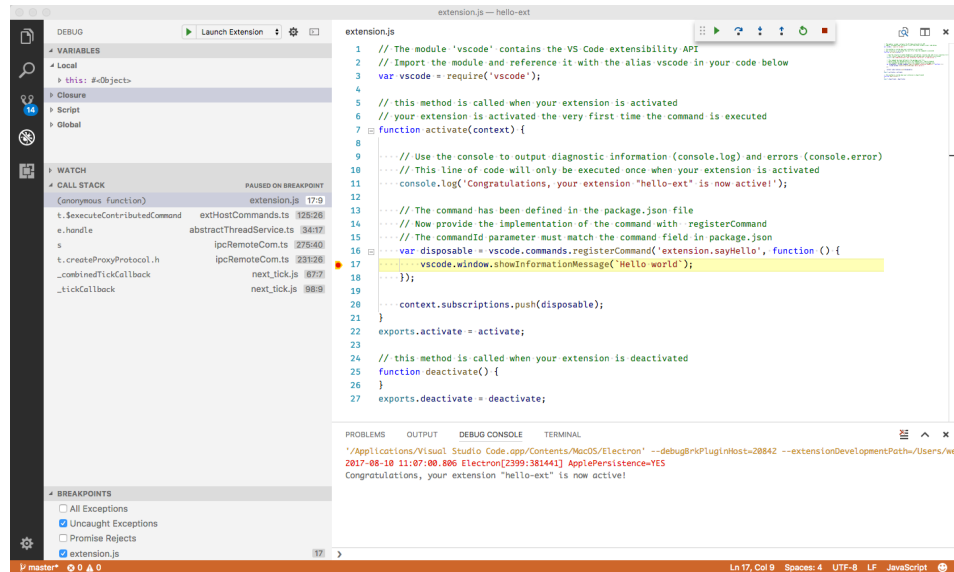 extension.js — hello-ext
DEBUG
Launch Extension
VARIABLES
Local
this: #<Object>
Closure
Script
Global
WATCH
CALL STACK PAUSED ON BREAKPOINT
(anonymous function) extension.js 17:9
t.$executeContributedCommand extHostCommands.ts 125:26
e.handle abstractThreadService.ts 34:17
s ipcRemoteCom.ts 275:40
t.createProxyProtocol.h ipcRemoteCom.ts 231:26
_combinedTickCallback next_tick.js 67:7
_tickCallback next_tick.js 98:9
BREAKPOINTS
All Exceptions
Uncaught Exceptions
Promise Rejects
extension.js 17
14
extension.js
1 // The module 'vscode' contains the VS Code extensibility API
2 // Import the module and reference it with the alias vscode in your code below
3 var vscode = require('vscode');
4
5 // this method is called when your extension is activated
6 // your extension is activated the very first time the command is executed
7 function activate(context) {
8
9 // Use the console to output diagnostic information (console.log) and errors (console.error)
10 // This line of code will only be executed once when your extension is activated
11 console.log('Congratulations, your extension "hello-ext" is now active!');
12
13 // The command has been defined in the package.json file
14 // Now provide the implementation of the command with  registerCommand
15 // The commandId parameter must match the command field in package.json
16 var disposable = vscode.commands.registerCommand('extension.sayHello', function () {
17 vscode.window.showInformationMessage(`Hello world`);
18 });
19
20 context.subscriptions.push(disposable);
21 }
22 exports.activate = activate;
23
24 // this method is called when your extension is deactivated
25 function deactivate() {
26 }
27 exports.deactivate = deactivate;
PROBLEMS OUTPUT DEBUG CONSOLE TERMINAL
'/Applications/Visual Studio Code.app/Contents/MacOS/Electron' --debugBrkPluginHost=20842 --extensionDevelopmentPath=/Users/we
2017-08-10 11:07:00.806 Electron[2399:381441] ApplePersistence=YES
Congratulations, your extension "hello-ext" is now active!
master* 0 0 Ln 17, Col 9 Spaces: 4 UTF-8 LF JavaScript